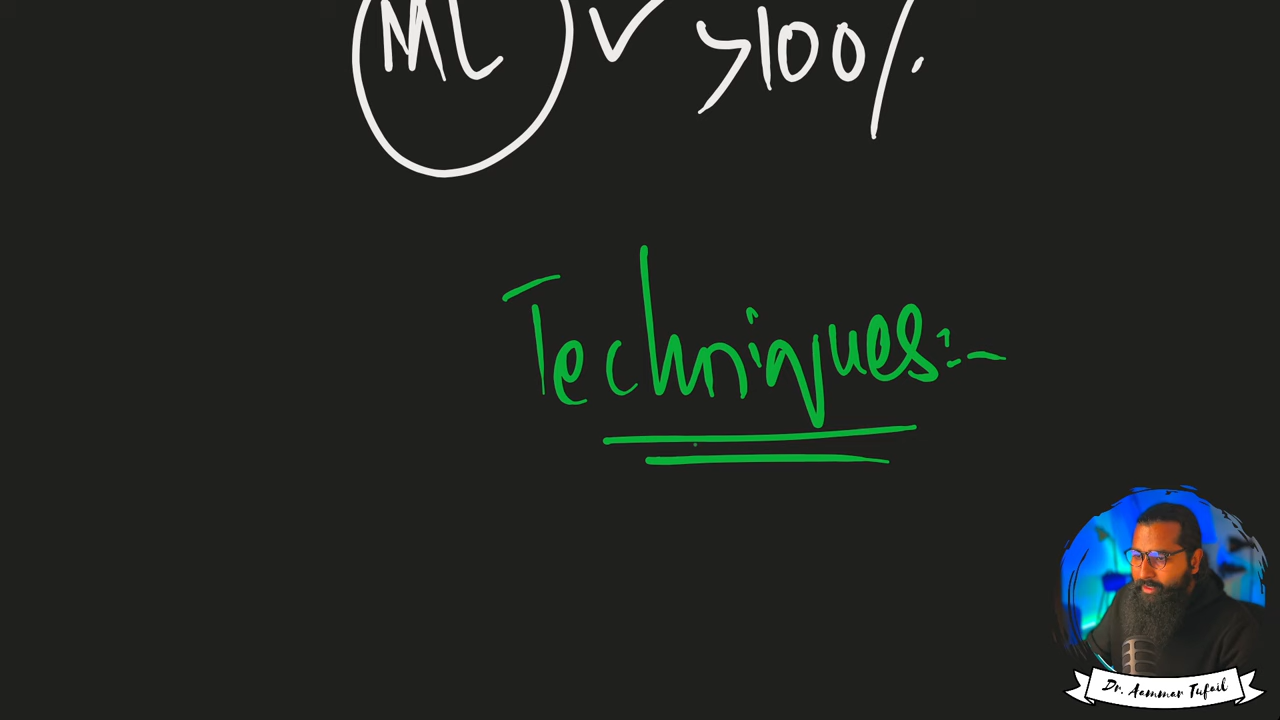 ML ✓ >100%
Techniques:-
Dr. Aammar Tufail